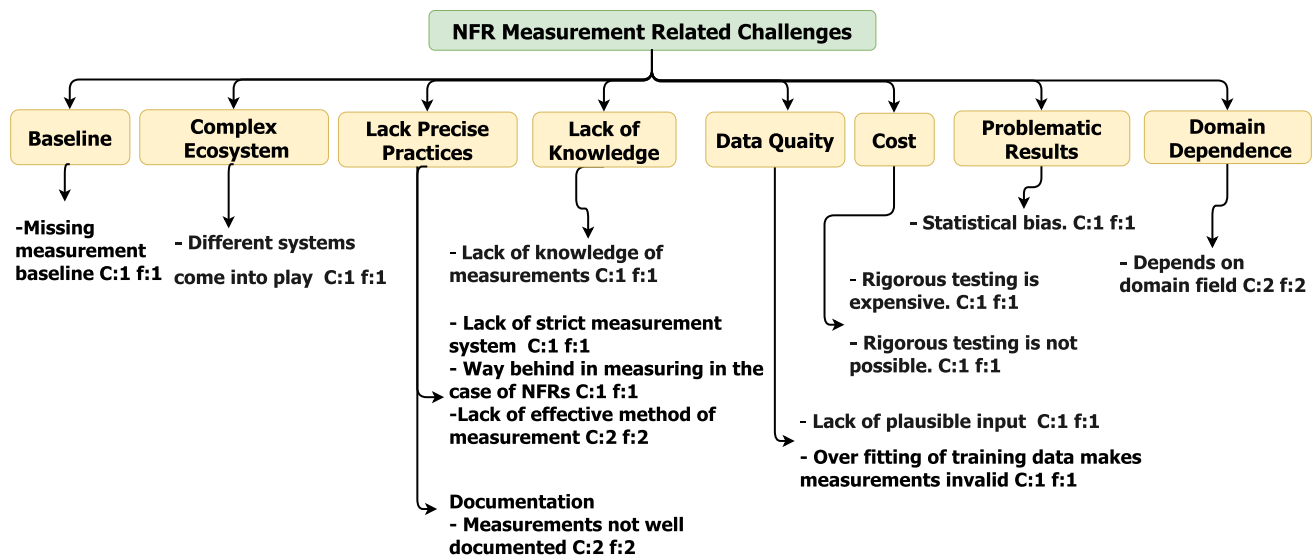 NFR Measurement Related Challenges
Baseline
Complex
Ecosystem
Lack Precise
Practices
Lack of
Knowledge
Data Quaity
Cost
Problematic
Results
Domain
Dependence
-Missing
measurement
baseline C:1 f:1
- Different systems
come into play C:1 f:1
- Lack of knowledge of
measurements C:1 f:1
- Lack of strict measurement
system C:1 f:1
- Way behind in measuring in the
case of NFRs C:1 f:1
-Lack of effective method of
measurement C:2 f:2
Documentation
- Measurements not well
documented C:2 f:2
- Statistical bias. C:1 f:1
- Rigorous testing is
expensive. C:1 f:1
- Rigorous testing is not
possible. C:1 f:1
- Lack of plausible input C:1 f:1
- Over fitting of training data makes
measurements invalid C:1 f:1
- Depends on
domain field C:2 f:2